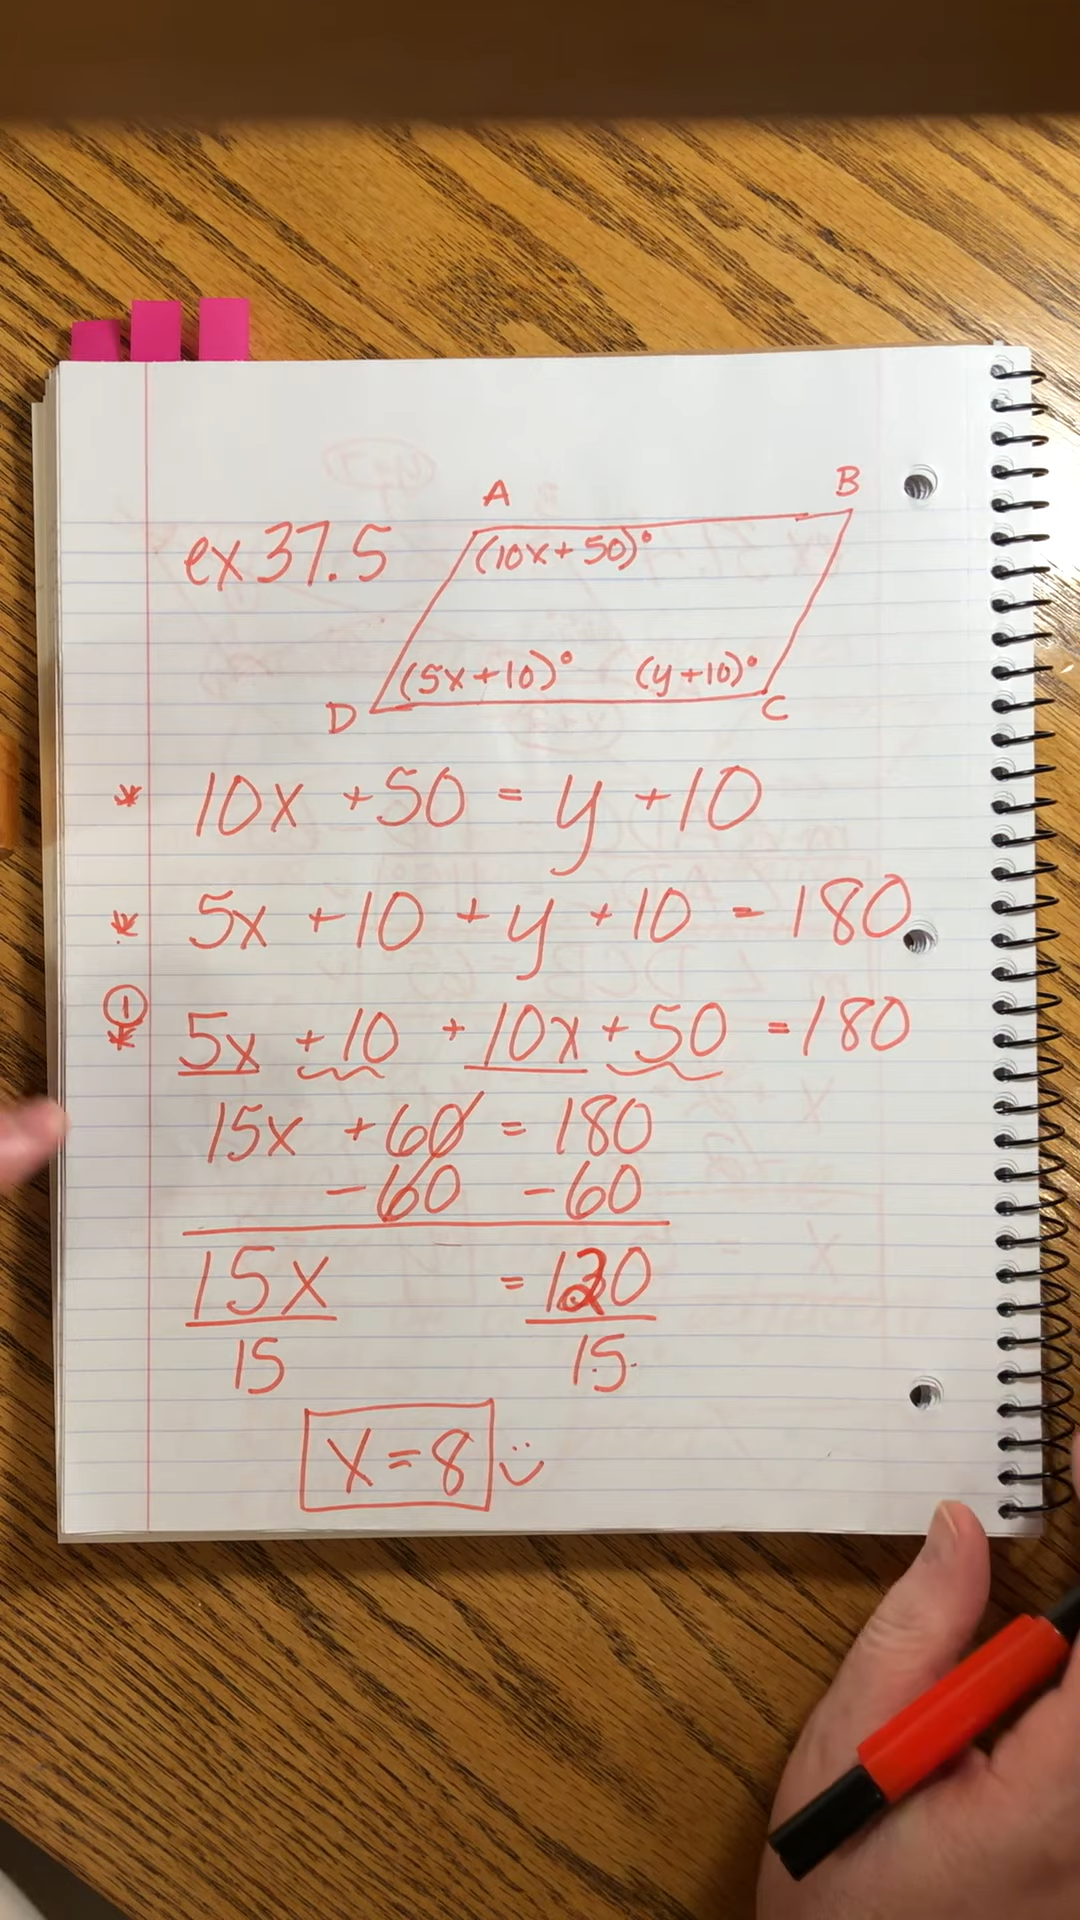 A B
ex 37.5 (10x + 50)°
(5x + 10)° (y + 10)°
D C
* 10x + 50 = y + 10
* 5x + 10 + y + 10 = 180
①
* 5x + 10 + 10x + 50 = 180
15x + 60 = 180
- 60 - 60
15x = 120
15 15
x = 8